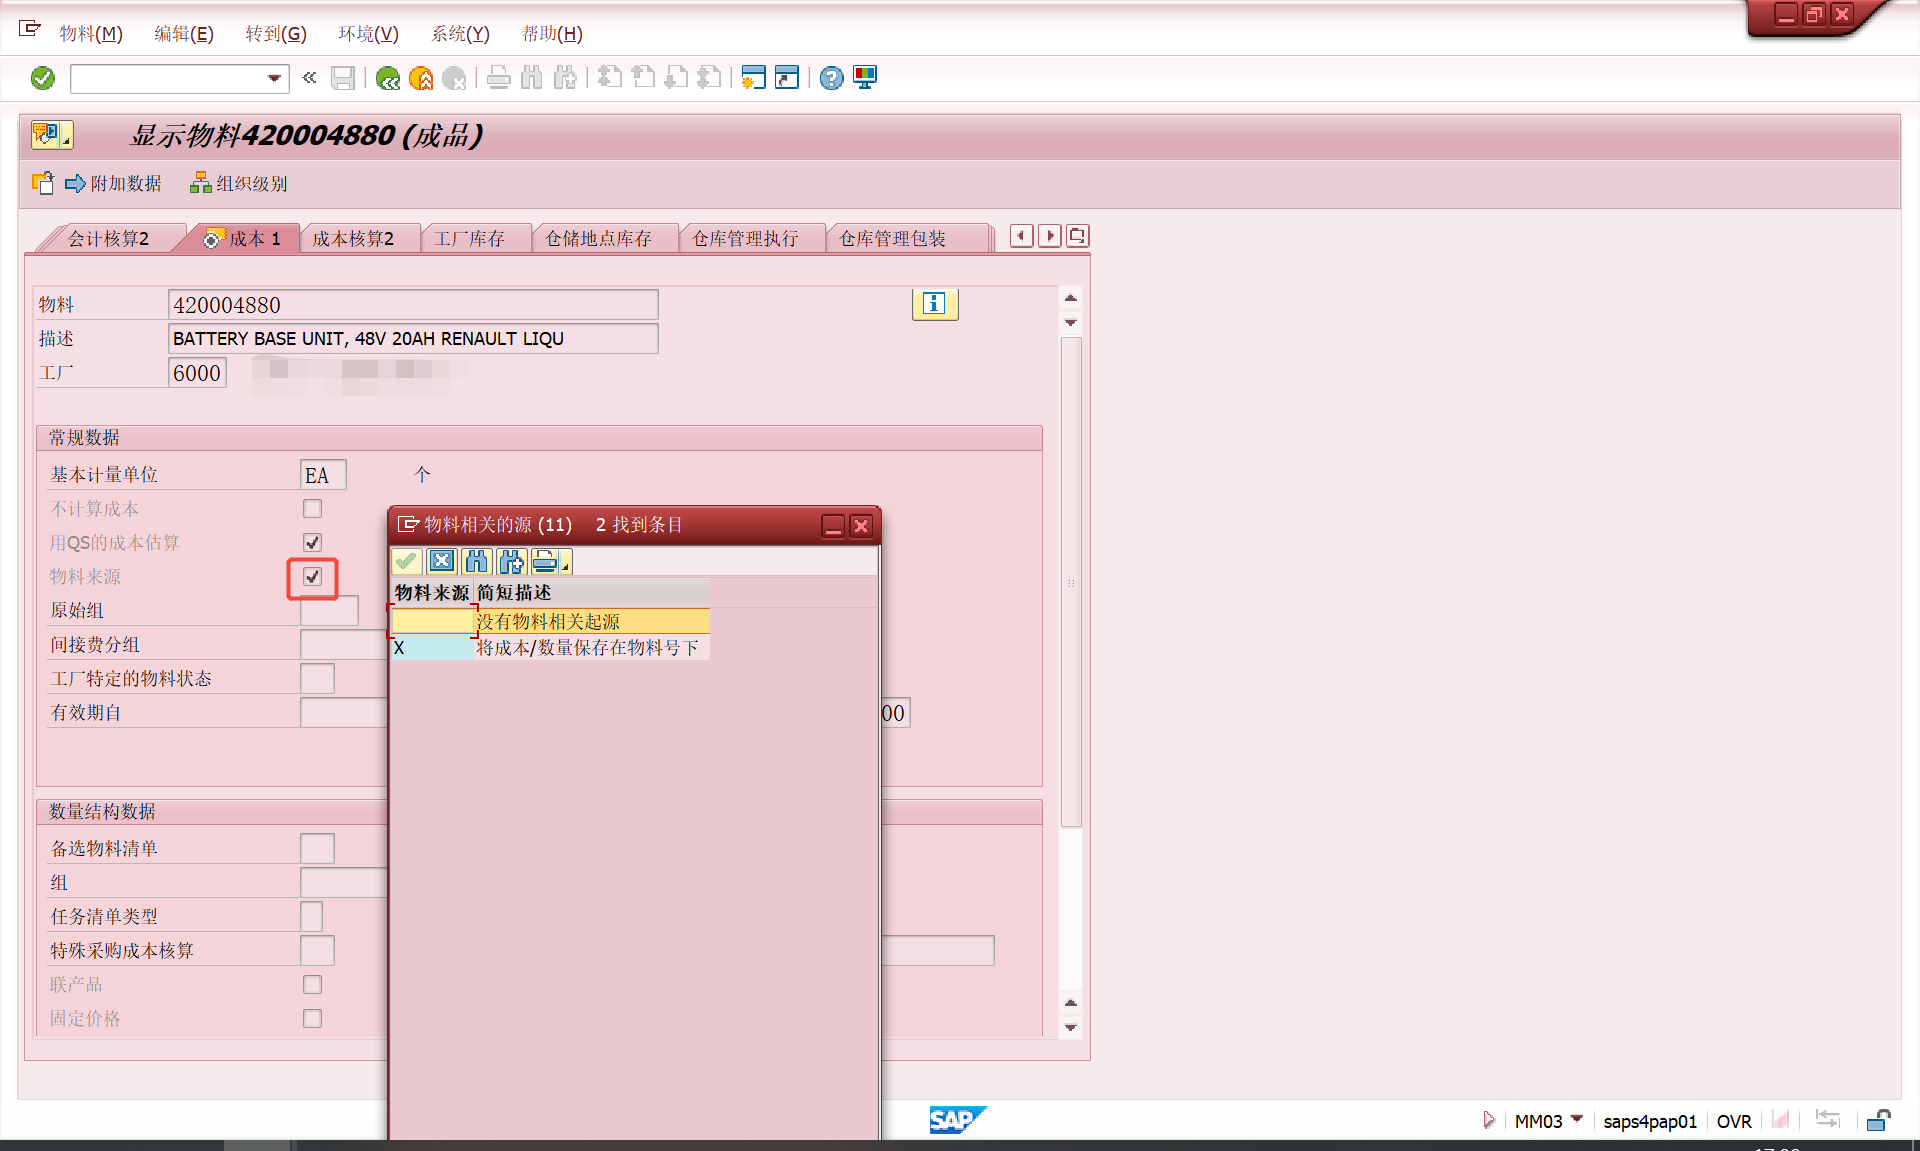 物料(M) 编辑(E) 转到(G) 环境(V) 系统(Y) 帮助(H)
显示物料420004880 (成品)
附加数据 组织级别
会计核算2 成本 1 成本核算2 工厂库存 仓储地点库存 仓库管理执行 仓库管理包装
物料 420004880
描述 BATTERY BASE UNIT, 48V 20AH RENAULT LIQU
工厂 6000
常规数据
基本计量单位 EA 个
不计算成本
用QS的成本估算
物料来源
原始组
间接费分组
工厂特定的物料状态
有效期自
00
物料相关的源 (11) 2 找到条目
物料来源 简短描述
没有物料相关起源
X 将成本/数量保存在物料号下
数量结构数据
备选物料清单
组
任务清单类型
特殊采购成本核算
联产品
固定价格
SAP
MM03 saps4pap01 OVR